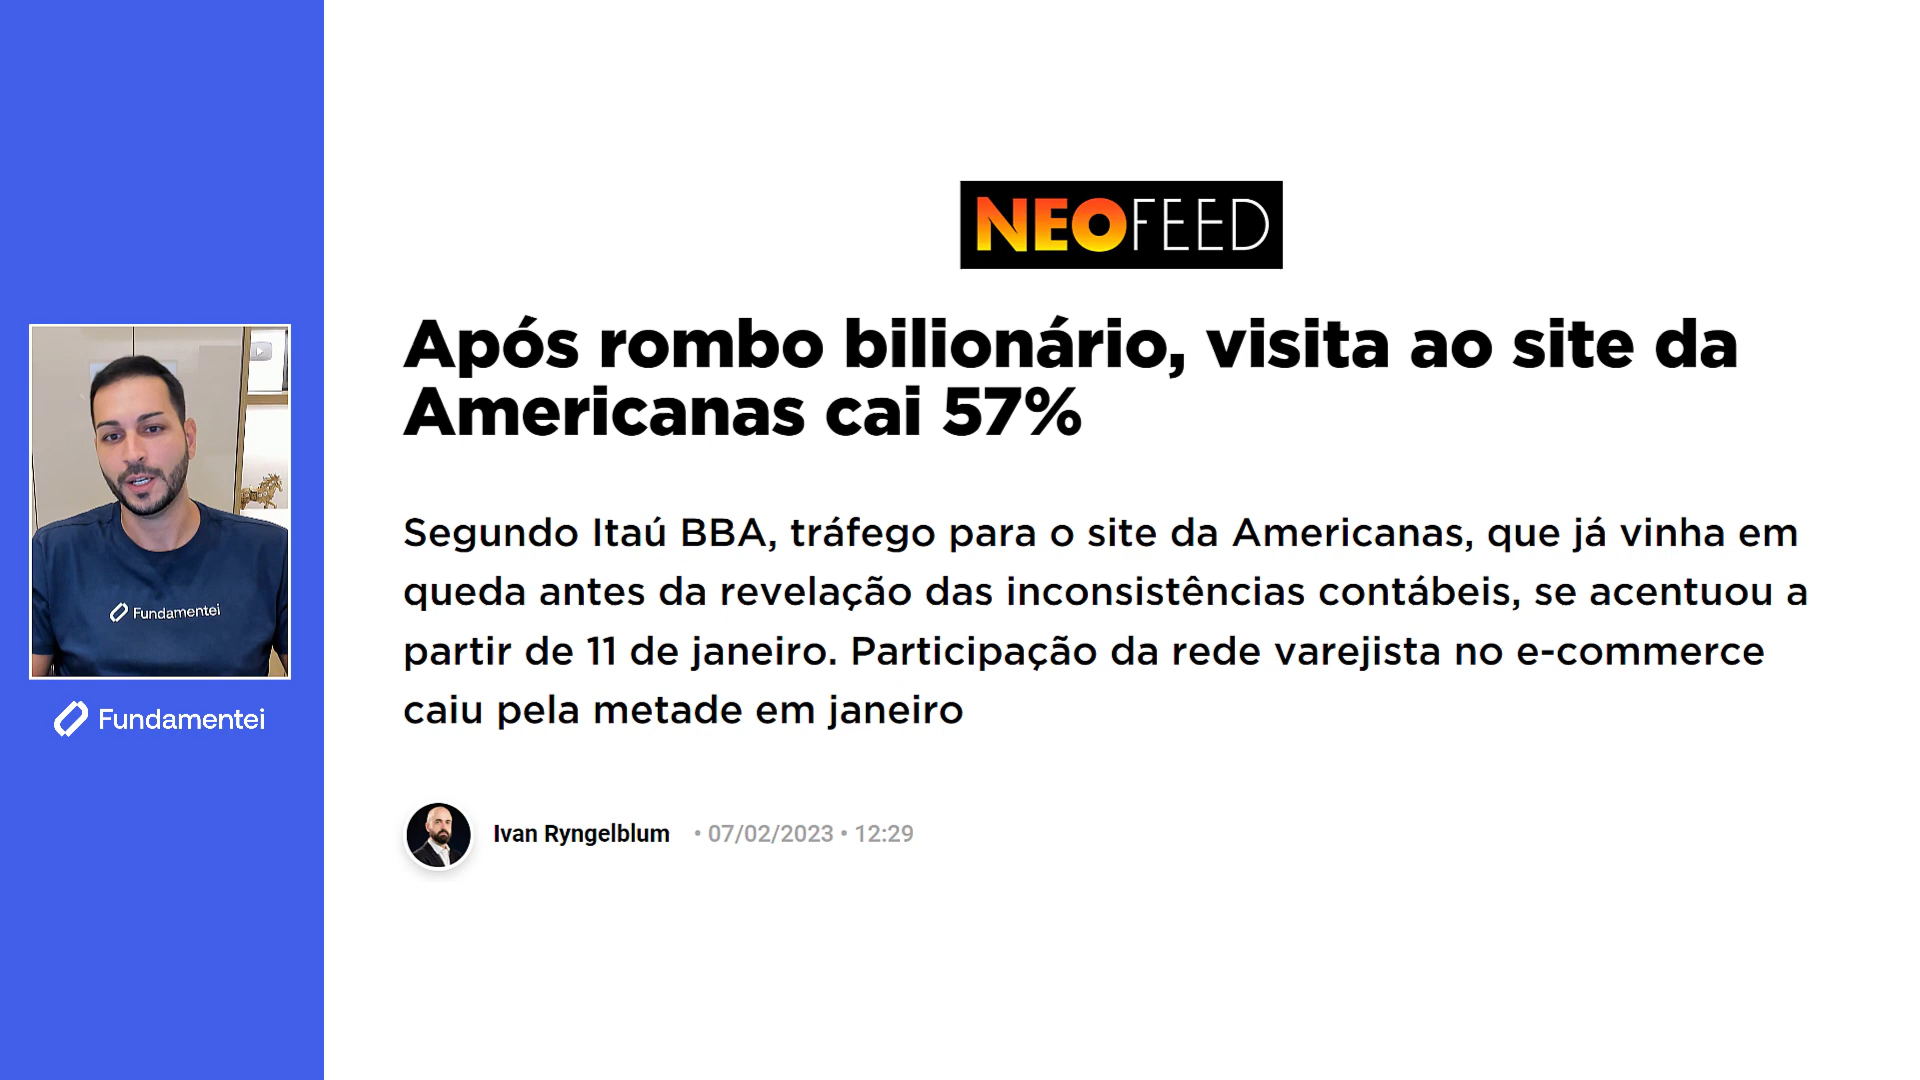 NEOFEED
Após rombo bilionário, visita ao site da
Americanas cai 57%
Segundo Itaú BBA, tráfego para o site da Americanas, que já vinha em
queda antes da revelação das inconsistências contábeis, se acentuou a
partir de 11 de janeiro. Participação da rede varejista no e-commerce
caiu pela metade em janeiro
Ivan Ryngelblum • 07/02/2023 • 12:29
Fundamentei
Fundamentei